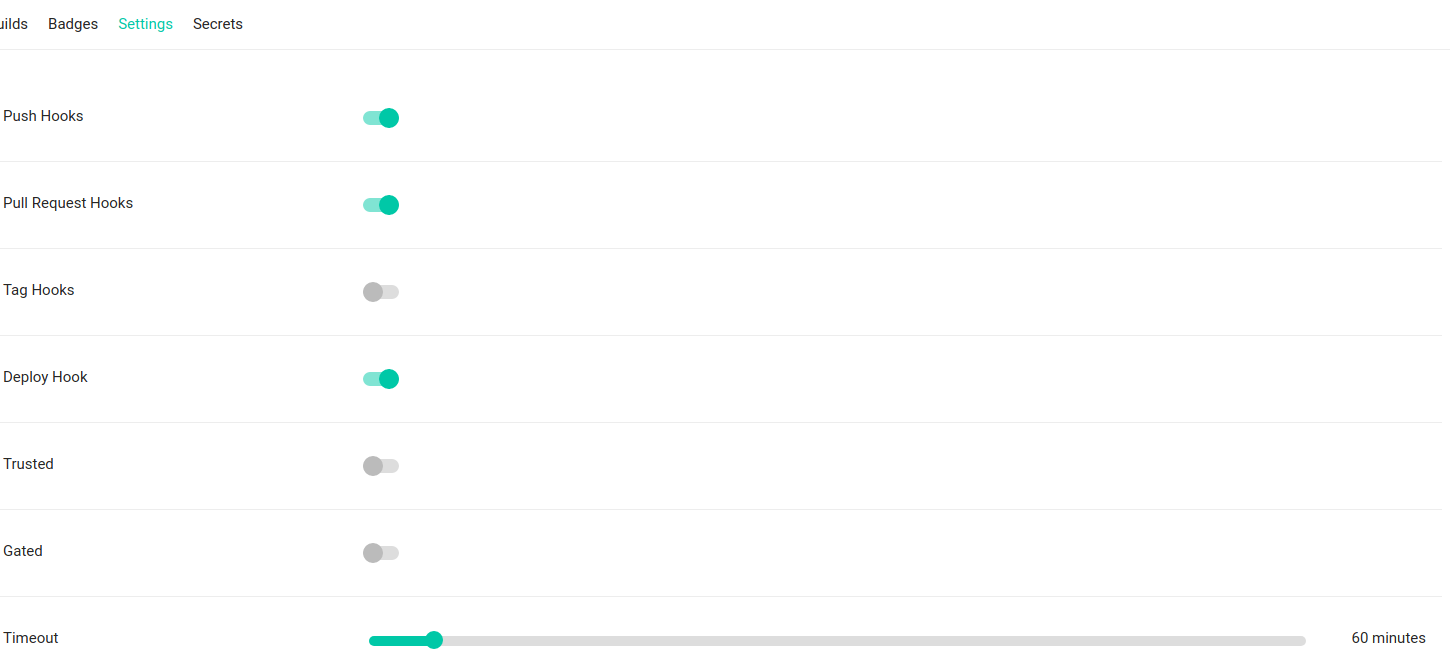 uilds Badges Settings Secrets
Push Hooks
Pull Request Hooks
Tag Hooks
Deploy Hook
Trusted
Gated
Timeout 60 minutes